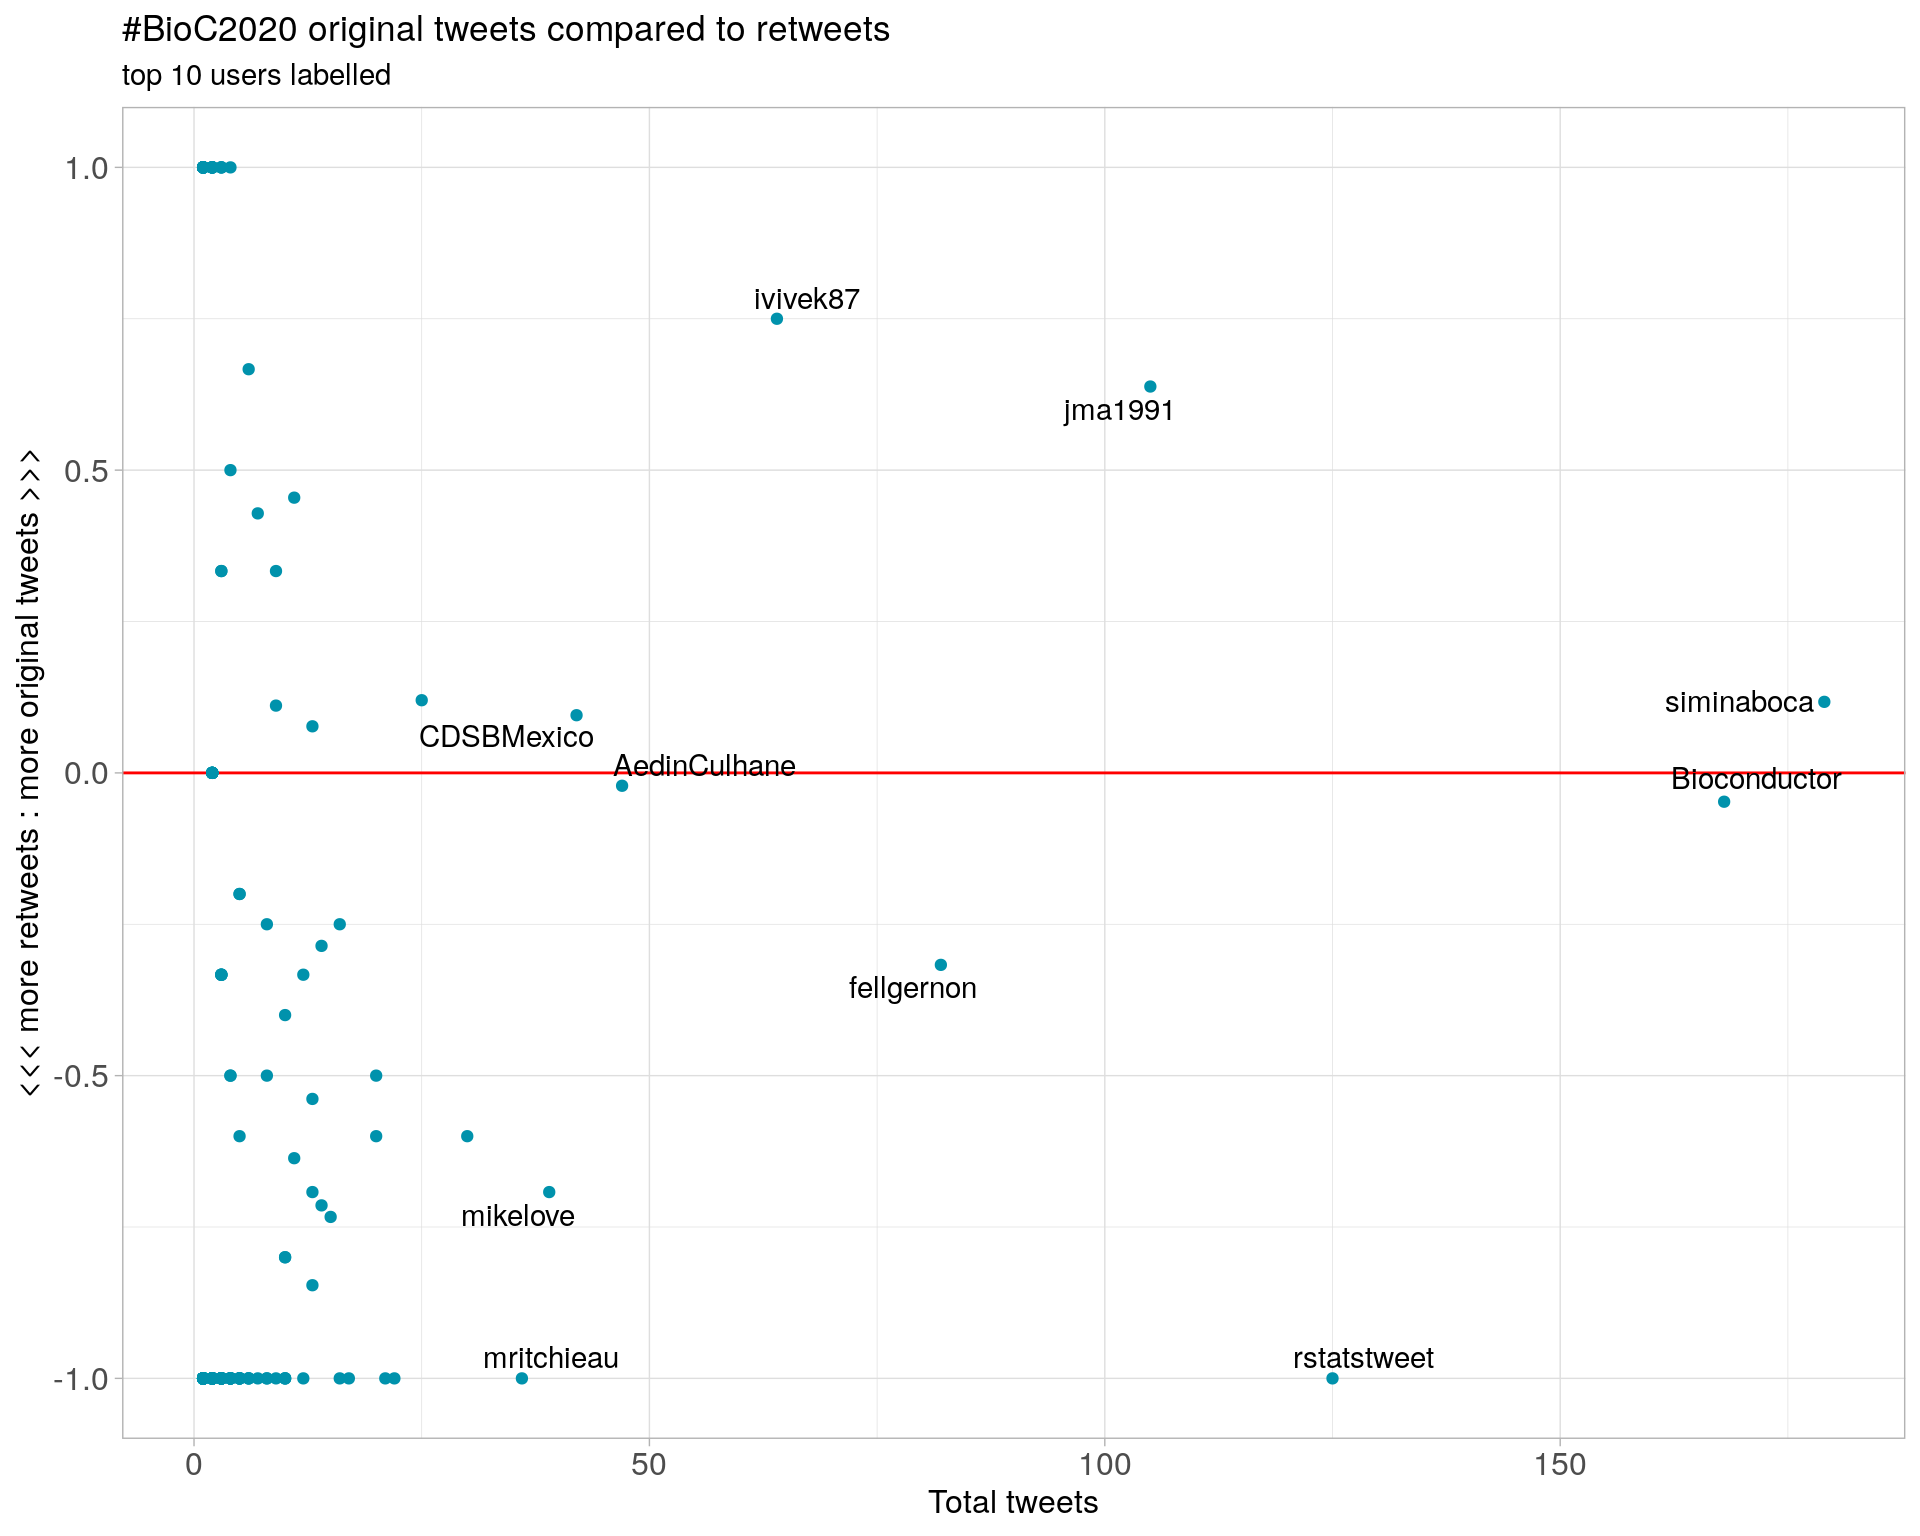 #BioC2020 original tweets compared to retweets
top 10 users labelled
<<< more retweets : more original tweets >>>
1.0
0.5
0.0
-0.5
-1.0
ivivek87
jma1991
siminaboca
CDSBMexico
AedinCulhane
Bioconductor
fellgernon
mikelove
mritchieau
rstatstweet
0
50
100
150
Total tweets